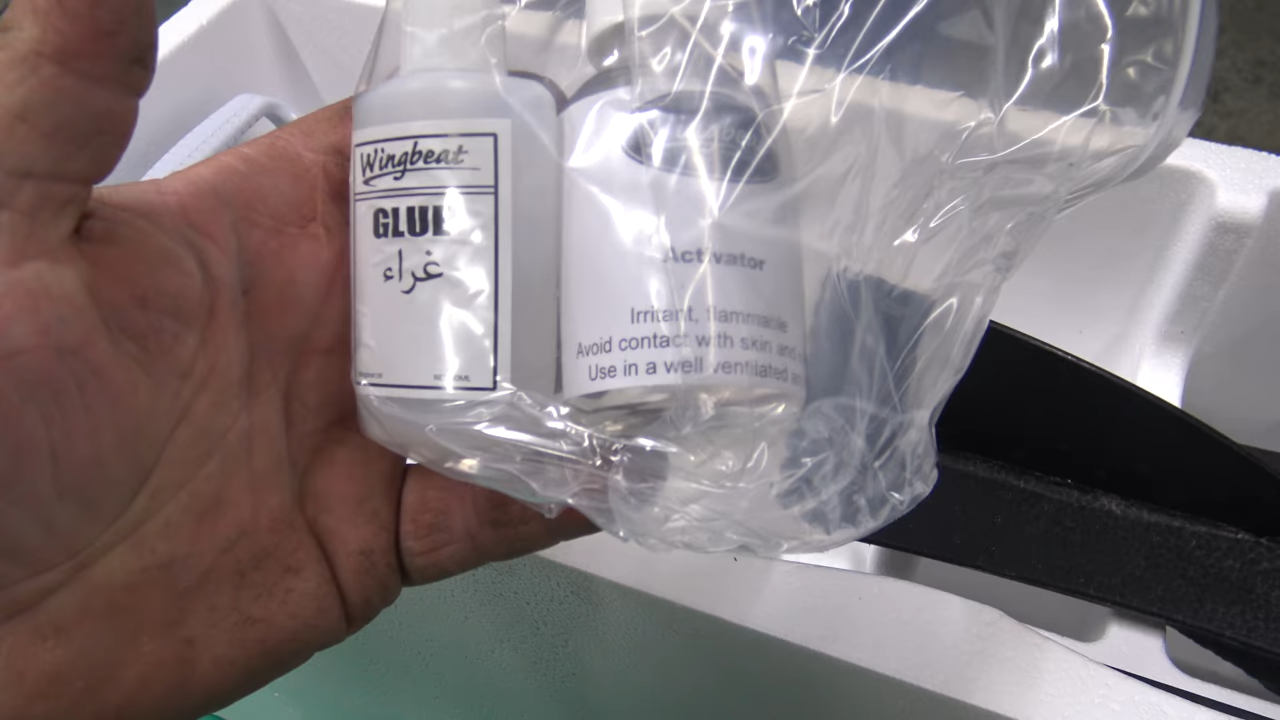 Wingbeat
GLUE
غراء
Activator
Irritant, flammable
Avoid contact with skin and
Use in a well ventilated